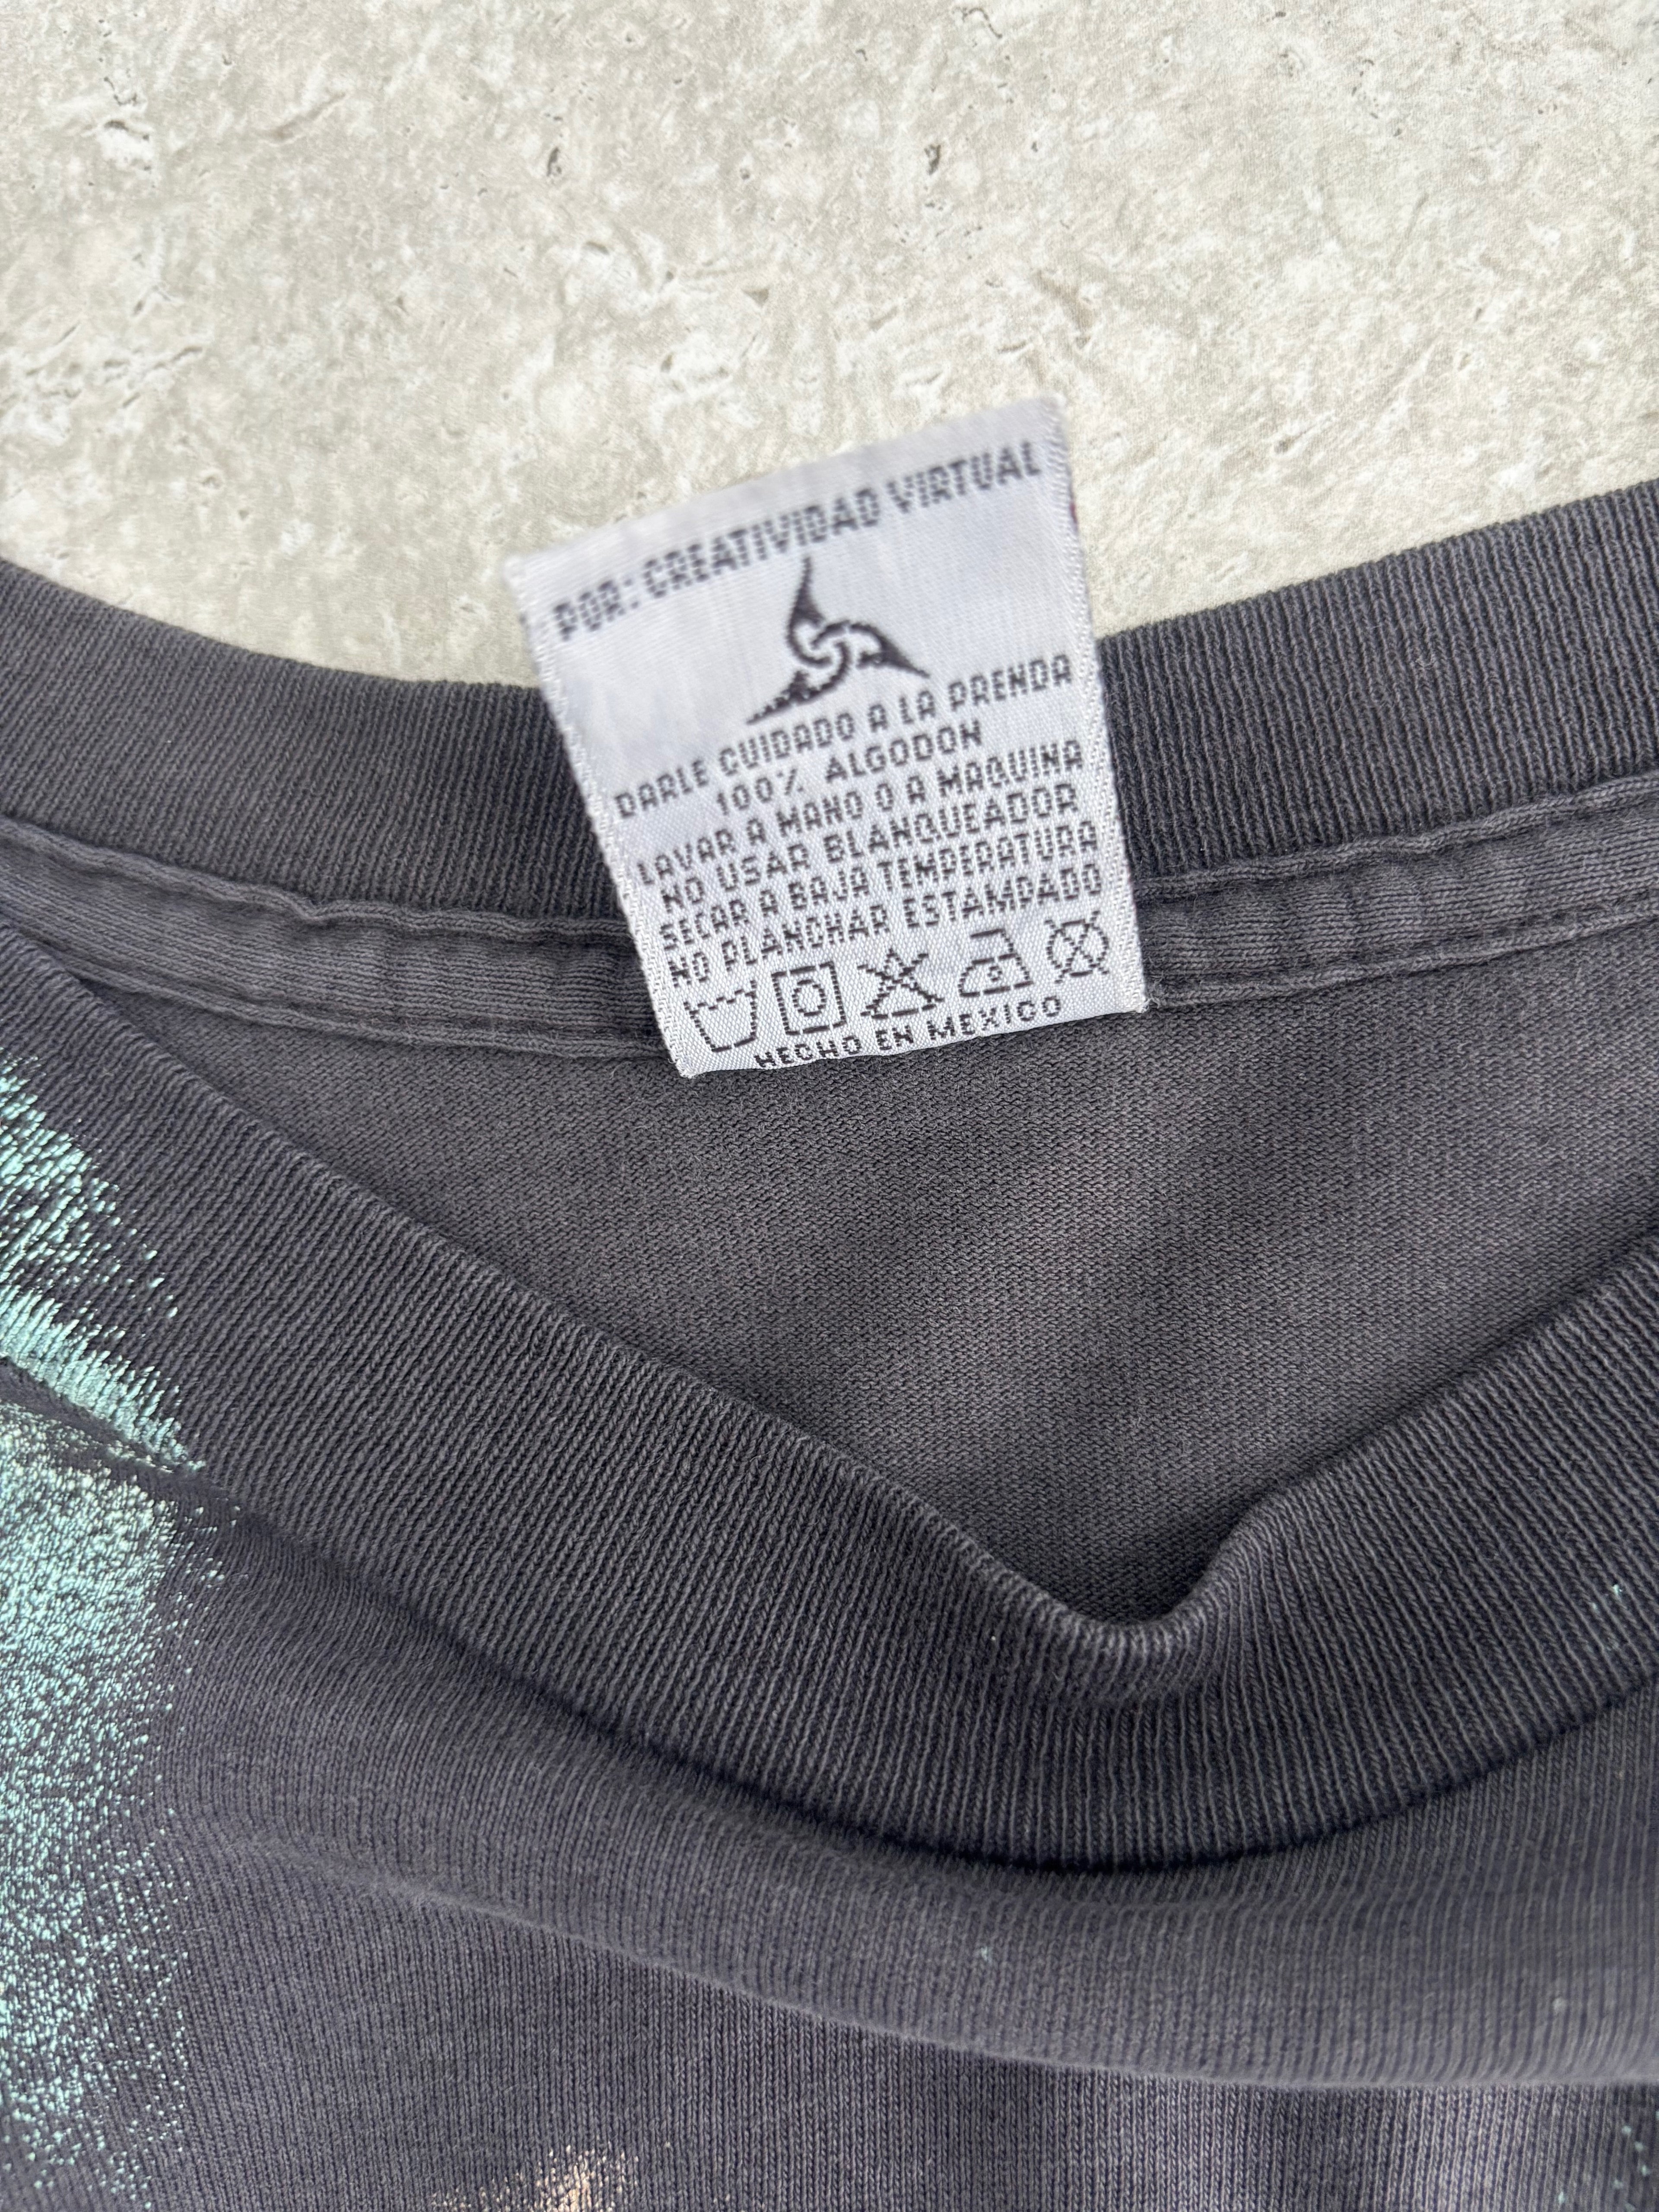 POR: CREATIVIDAD VIRTUAL
DARLE CUIDADO A LA PRENDA
100% ALGODON
LAVAR A MANO O A MAQUINA
NO USAR BLANQUEADOR
SECAR A BAJA TEMPERATURA
NO PLANCHAR ESTAMPADO
HECHO EN MEXICO